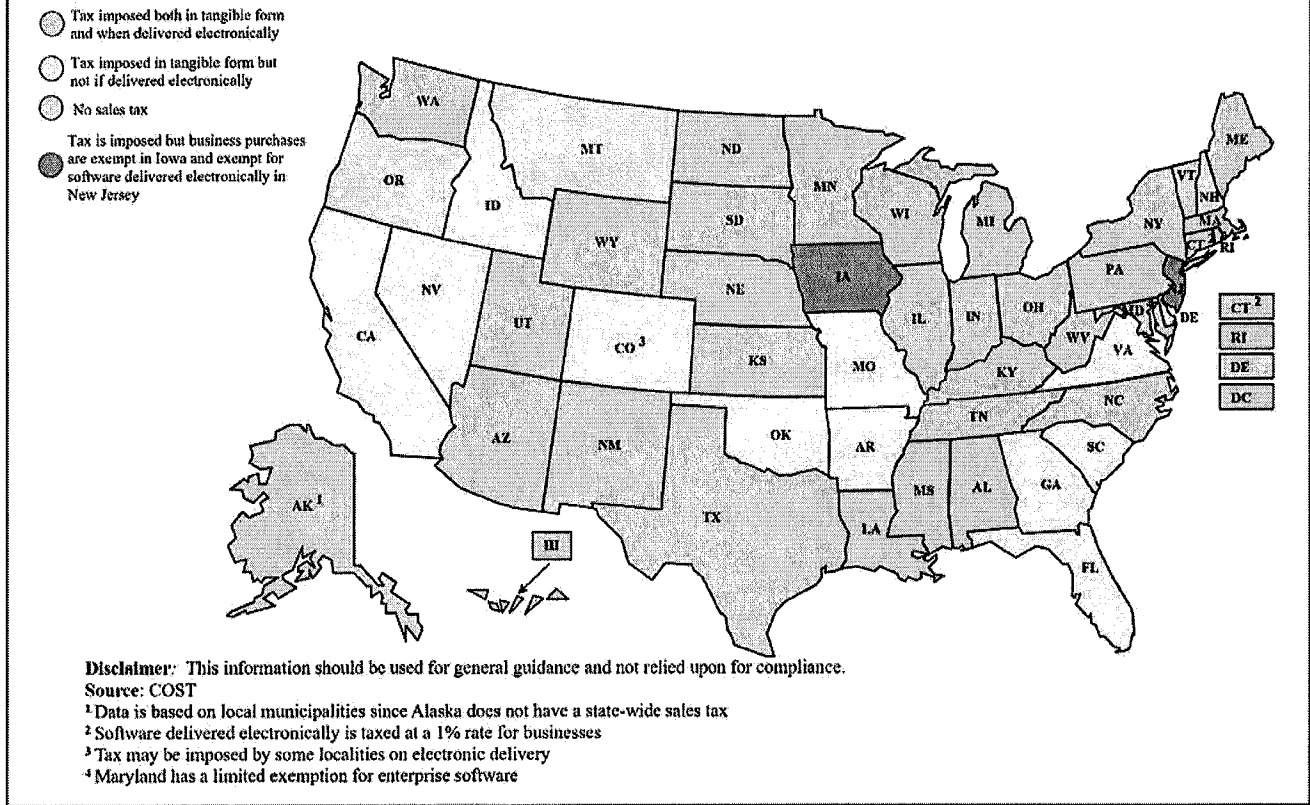 Tax imposed both in tangible form
and when delivered electronically
Tax imposed in tangible form but
not if delivered electronically
No sales tax
Tax is imposed but business purchases
are exempt in Iowa and exempt for
software delivered electronically in
New Jersey
WA
OR
ID
MT
ND
SD
WY
NE
MN
WI
MI
IA
IL
IN
OH
PA
NY
VT
NH
ME
MA
CT
RI
DE
MD
WV
VA
KY
NC
TN
SC
GA
AL
MS
FL
LA
AR
MO
KS
OK
TX
NM
CO 3
UT
AZ
NV
CA
AK 1
HI
CT 2
RI
DE
DC
Disclaimer: This information should be used for general guidance and not relied upon for compliance.
Source: COST
1 Data is based on local municipalities since Alaska does not have a state-wide sales tax
2 Software delivered electronically is taxed at a 1% rate for businesses
3 Tax may be imposed by some localities on electronic delivery
4 Maryland has a limited exemption for enterprise software